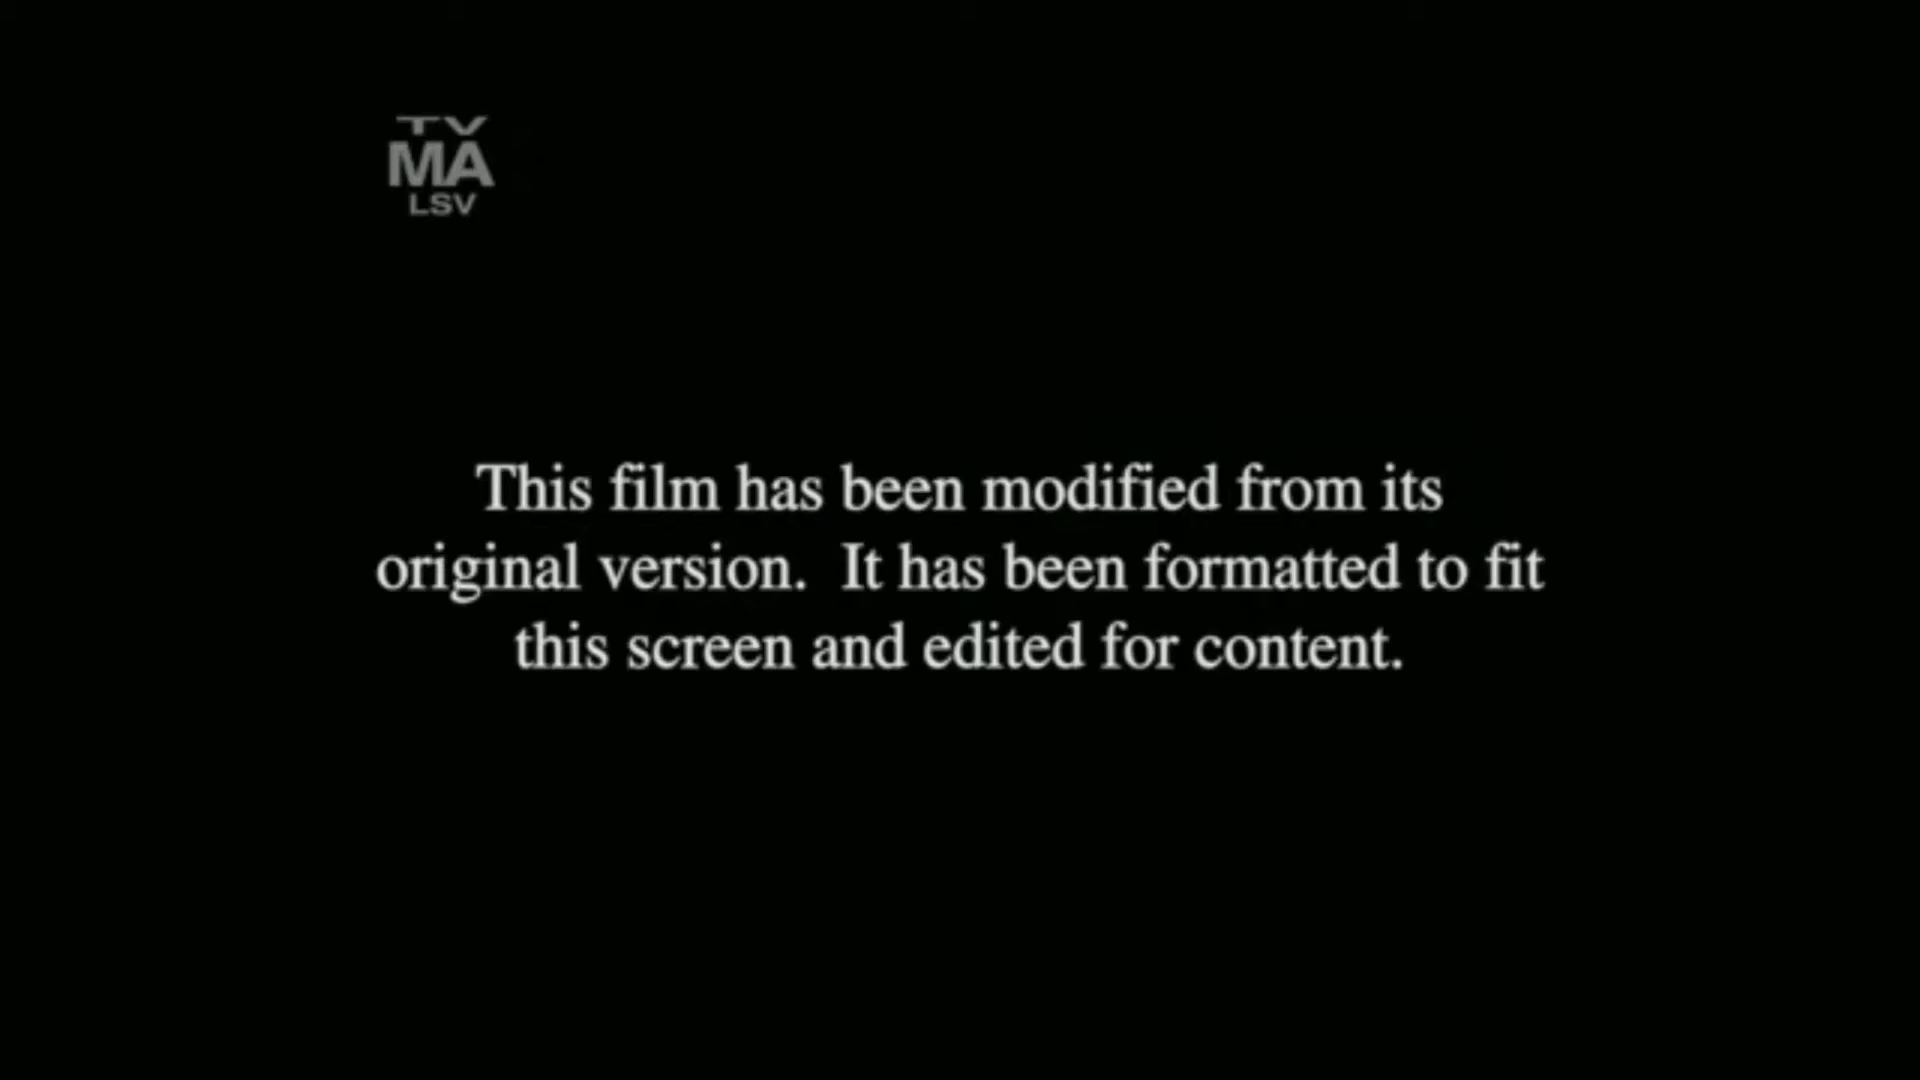 TV
MA
LSV
This film has been modified from its
original version.  It has been formatted to fit
this screen and edited for content.